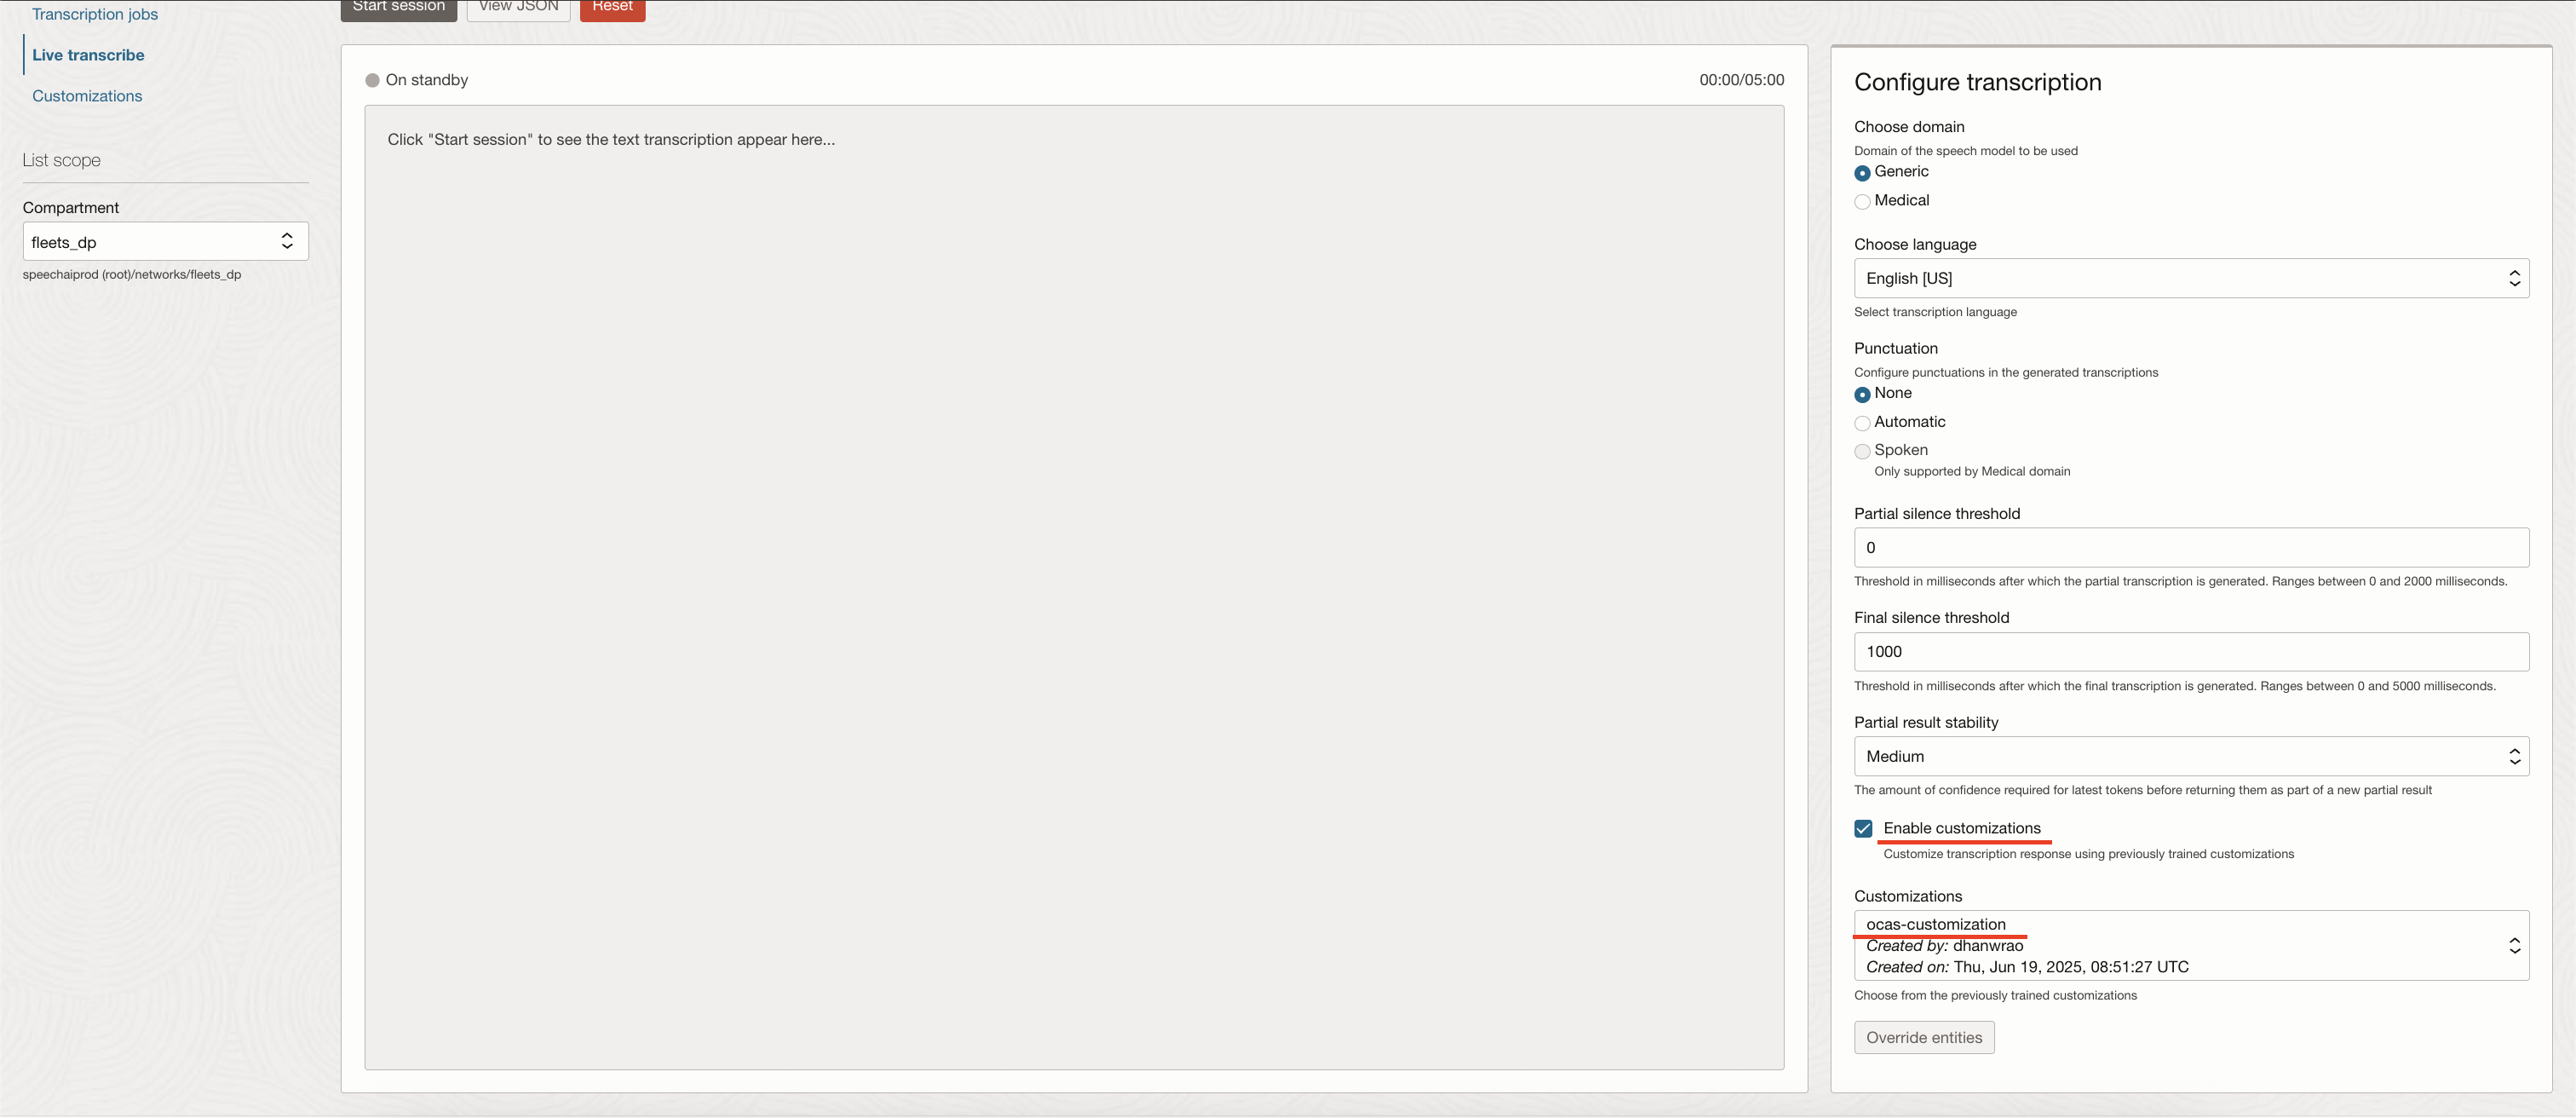 Transcription jobs
Live transcribe
Customizations
List scope
Compartment
fleets_dp
speechaiprod (root)/networks/fleets_dp
Start session
View JSON
Reset
On standby
00:00/05:00
Click "Start session" to see the text transcription appear here...
Configure transcription
Choose domain
Domain of the speech model to be used
Generic
Medical
Choose language
English [US]
Select transcription language
Punctuation
Configure punctuations in the generated transcriptions
None
Automatic
Spoken
Only supported by Medical domain
Partial silence threshold
0
Threshold in milliseconds after which the partial transcription is generated. Ranges between 0 and 2000 milliseconds.
Final silence threshold
1000
Threshold in milliseconds after which the final transcription is generated. Ranges between 0 and 5000 milliseconds.
Partial result stability
Medium
The amount of confidence required for latest tokens before returning them as part of a new partial result
Enable customizations
Customize transcription response using previously trained customizations
Customizations
ocas-customization
Created by: dhanwrao
Created on: Thu, Jun 19, 2025, 08:51:27 UTC
Choose from the previously trained customizations
Override entities